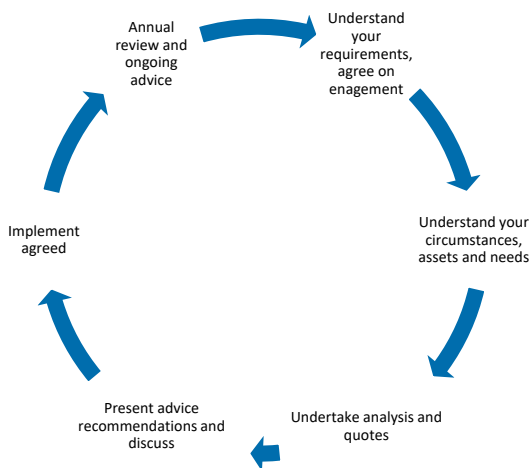 Annual
review and
ongoing
advice
Understand
your
requirements,
agree on
enagement
Understand your
circumstances,
assets and needs
Undertake analysis and
quotes
Present advice
recommendations and
discuss
Implement
agreed